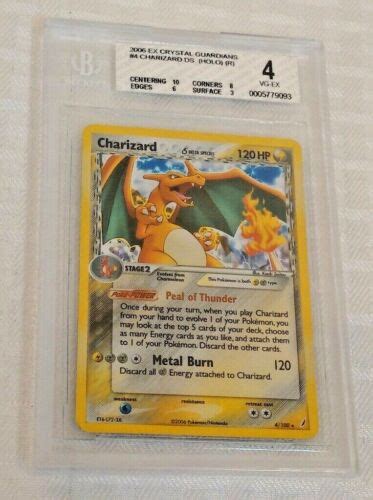 2006 EX CRYSTAL GUARDIANS
#4 CHARIZARD DS (HOLO) (R)
CENTERING 10 CORNERS 8
EDGES 6 SURFACE 3
4
VG-EX
0005779093
B
Charizard δ DELTA SPECIES 120 HP
STAGE 2
Evolves from Charmeleon
This Pokémon is both type.
Poké-POWER Peal of Thunder
Once during your turn, when you play Charizard
from your hand to evolve 1 of your Pokémon, you
may look at the top 5 cards of your deck, choose
as many Energy cards as you like, and attach them
to 1 of your Pokémon. Discard the other cards.
Metal Burn 120
Discard all Energy attached to Charizard.
weakness resistance retreat cost
©2006 Pokémon/Nintendo 4/100 ★